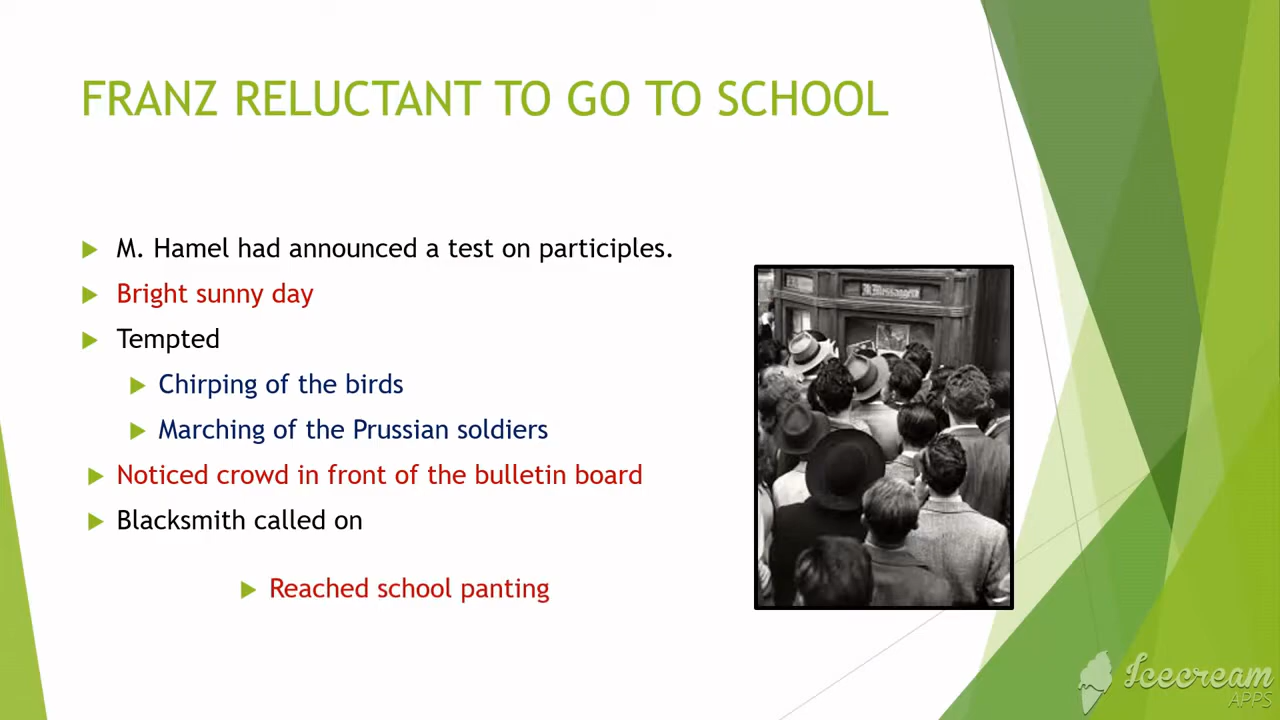 FRANZ RELUCTANT TO GO TO SCHOOL
M. Hamel had announced a test on participles.
Bright sunny day
Tempted
Chirping of the birds
Marching of the Prussian soldiers
Noticed crowd in front of the bulletin board
Blacksmith called on
Reached school panting
Il Messaggero
Icecream
APPS